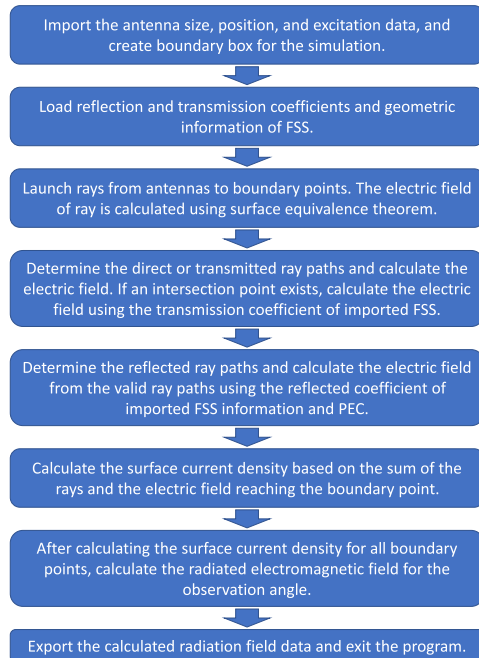 Import the antenna size, position, and excitation data, and
create boundary box for the simulation.
Load reflection and transmission coefficients and geometric
information of FSS.
Launch rays from antennas to boundary points. The electric field
of ray is calculated using surface equivalence theorem.
Determine the direct or transmitted ray paths and calculate the
electric field. If an intersection point exists, calculate the electric
field using the transmission coefficient of imported FSS.
Determine the reflected ray paths and calculate the electric field
from the valid ray paths using the reflected coefficient of
imported FSS information and PEC.
Calculate the surface current density based on the sum of the
rays and the electric field reaching the boundary point.
After calculating the surface current density for all boundary
points, calculate the radiated electromagnetic field for the
observation angle.
Export the calculated radiation field data and exit the program.